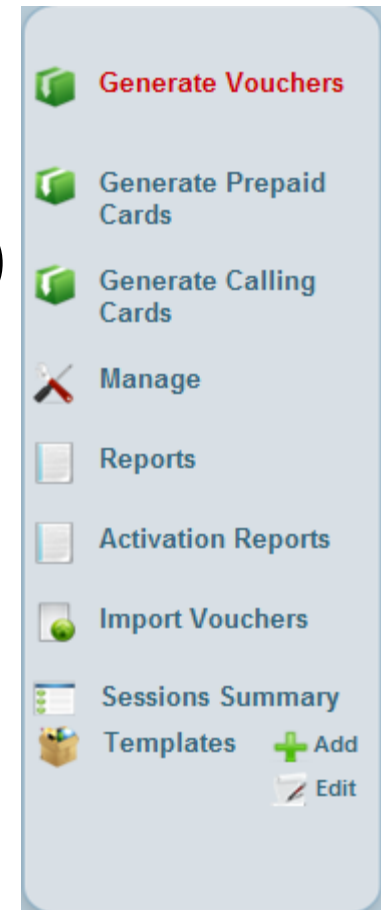 Generate Vouchers
Generate Prepaid
Cards
)
Generate Calling
Cards
Manage
Reports
Activation Reports
Import Vouchers
Sessions Summary
Templates Add
Edit